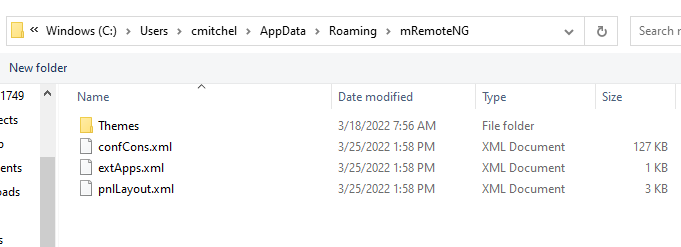 « Windows (C:) > Users > cmitchel > AppData > Roaming > mRemoteNG
Search r
New folder
Name Date modified Type Size
1749
ects
ents
oads
s
Themes 3/18/2022 7:56 AM File folder
confCons.xml 3/25/2022 1:58 PM XML Document 127 KB
extApps.xml 3/25/2022 1:58 PM XML Document 1 KB
pnlLayout.xml 3/25/2022 1:58 PM XML Document 3 KB